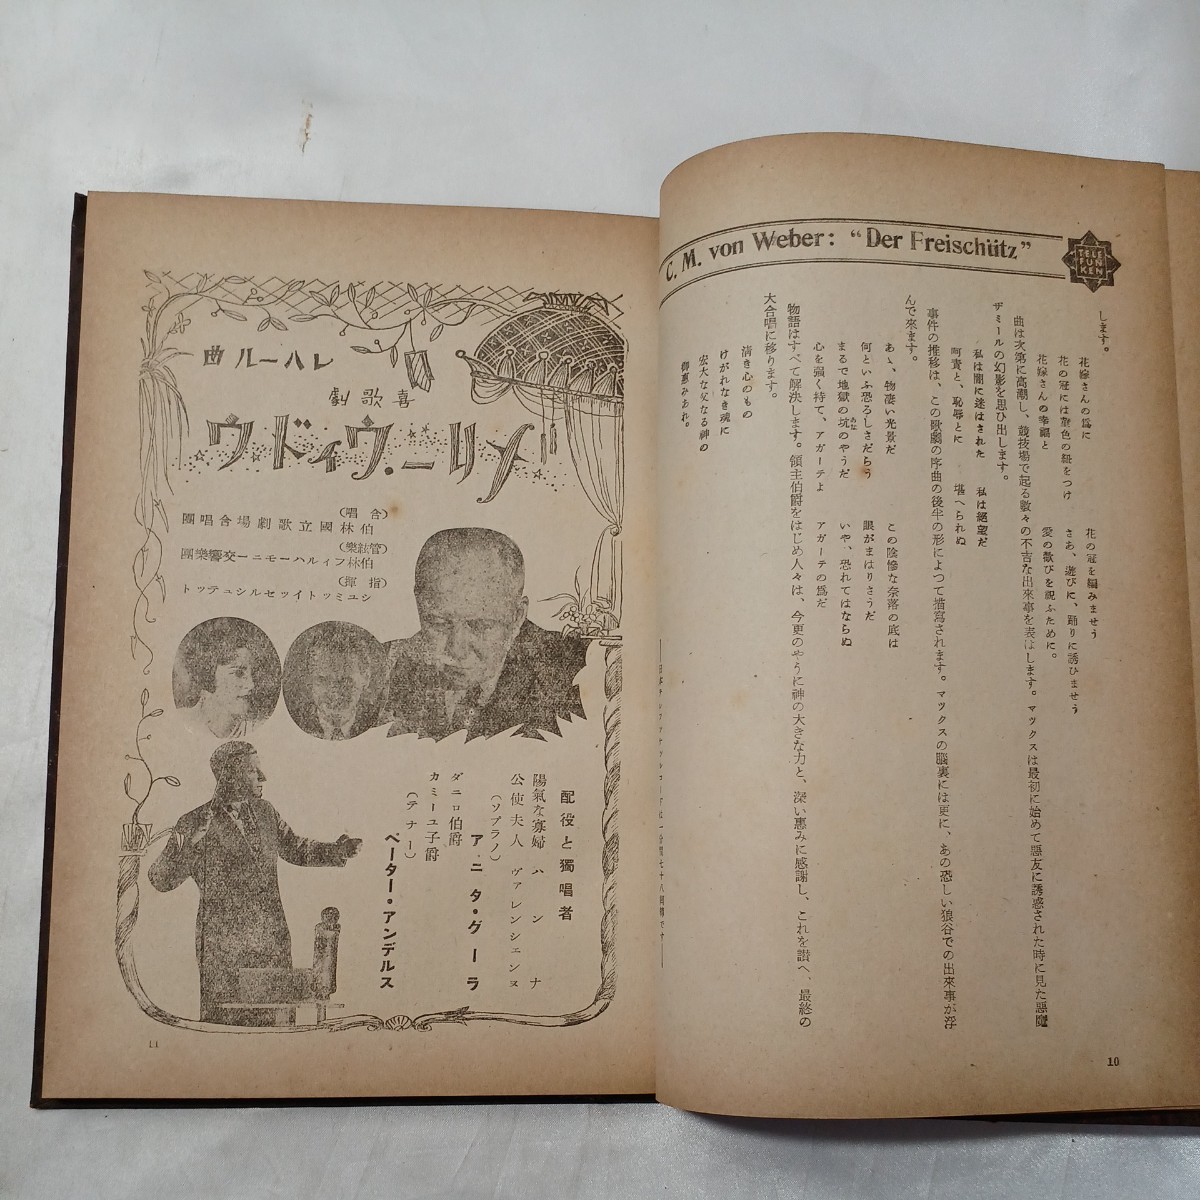 C. M. von Weber: “Der Freischütz”
TELE
FUN
KEN
します。
花嫁さんの爲に
花の冠には菫色の紐をつけ
花嫁さんの幸福と
花の冠を編みませう
さあ、遊びに、踊りに誘ひませう
愛の歓びを祝ふために。
曲は次第に高潮し、競技場で起る数々の不吉な出來事を表はします。マックスは最初に始めて悪友に誘惑された時に見た悪魔
ザミールの幻影を思ひ出します。
私は闇に迷はされた　私は絕望だ
呵責と、恥辱とに　堪へられぬ
事件の推移は、この歌劇の序曲の後半の形によつて描寫されます。マックスの腦裏には更に、あの恐しい狼谷での出來事が浮
んで來ます。
あゝ、物凄い光景だ
何といふ恐ろしさだらう
まるで地獄の坑のやうだ
心を强く持て、アガーテよ
この陰慘な奈落の底は
眼がまはりさうだ
いや、恐れてはならぬ
アガーテの爲だ
物語はすべて解決します。領主伯爵をはじめ人々は、今更のやうに神の大きな力と、深い惠みに感謝し、これを讃へ、最終の
大合唱に移ります。
清き心のもの
けがれなき魂に
宏大な父なる神の
御惠みあれ。
10
レハール曲
喜歌劇
メリー・ウィドウ
(合唱)
伯林國立歌劇場合唱團
(管絃樂)
伯林フィルハーモニー交響樂團
(指揮)
シュミットイッセルシュテット
配役と獨唱者
陽氣な寡婦　ハンナ
公使夫人　ヴァレンシエンヌ
(ソプラノ)　アニタ・グーラ
ダニロ伯爵
カミーユ子爵
(テナー)　ペーター・アンデルス
11